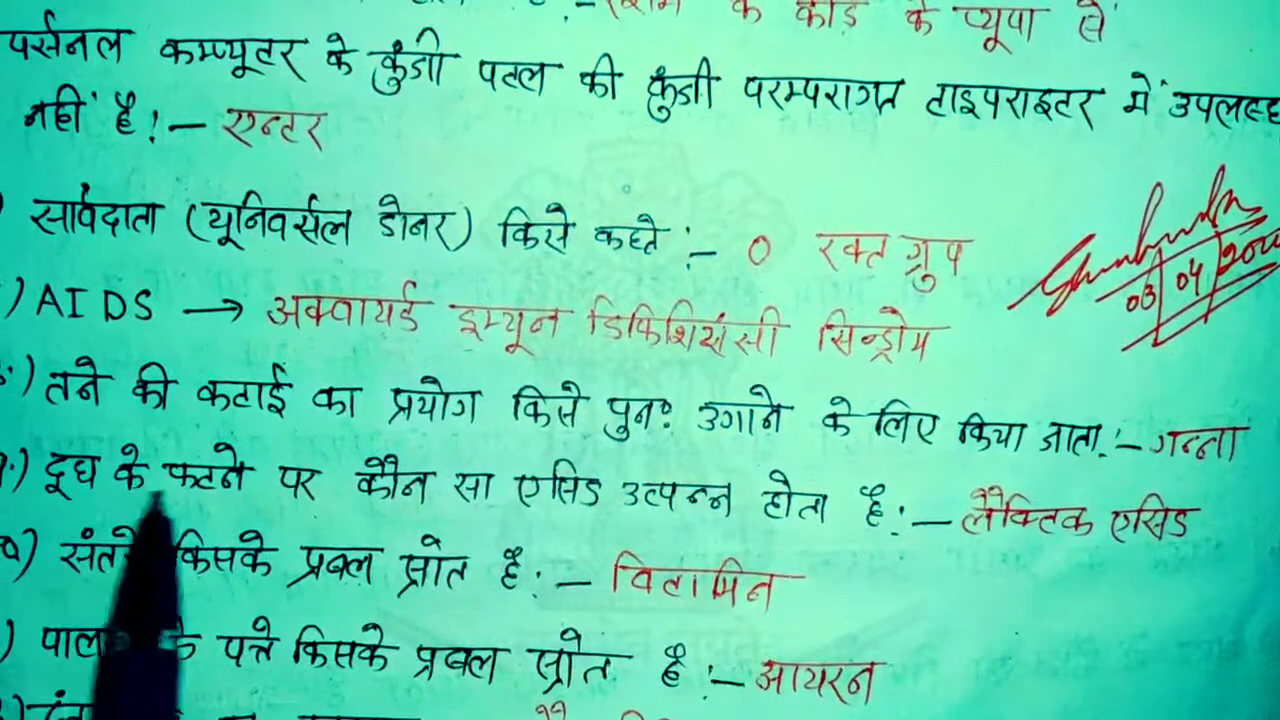 के कोड़े के प्यूपा से
पर्सनल कम्प्यूटर के कुंजी पटल की कुंजी परम्परागत टाइपराइटर में उपलब्ध
नहीं है!— एन्टर
सार्वदाता (यूनिवर्सल डोनर) किसे कहते :- O रक्त ग्रुप
03 04
) AIDS → अक्वायर्ड इम्यून डिफिशिएंसी सिन्ड्रोम
) तने की कटाई का प्रयोग किसे पुनः उगाने के लिए किया जाता:— गन्ना
) दूध के फटने पर कौन सा एसिड उत्पन्न होता है:— लैक्टिक एसिड
) किसके प्रबल स्रोत है:— विटामिन
) के पत्ते किसके प्रबल स्रोत है:— आयरन